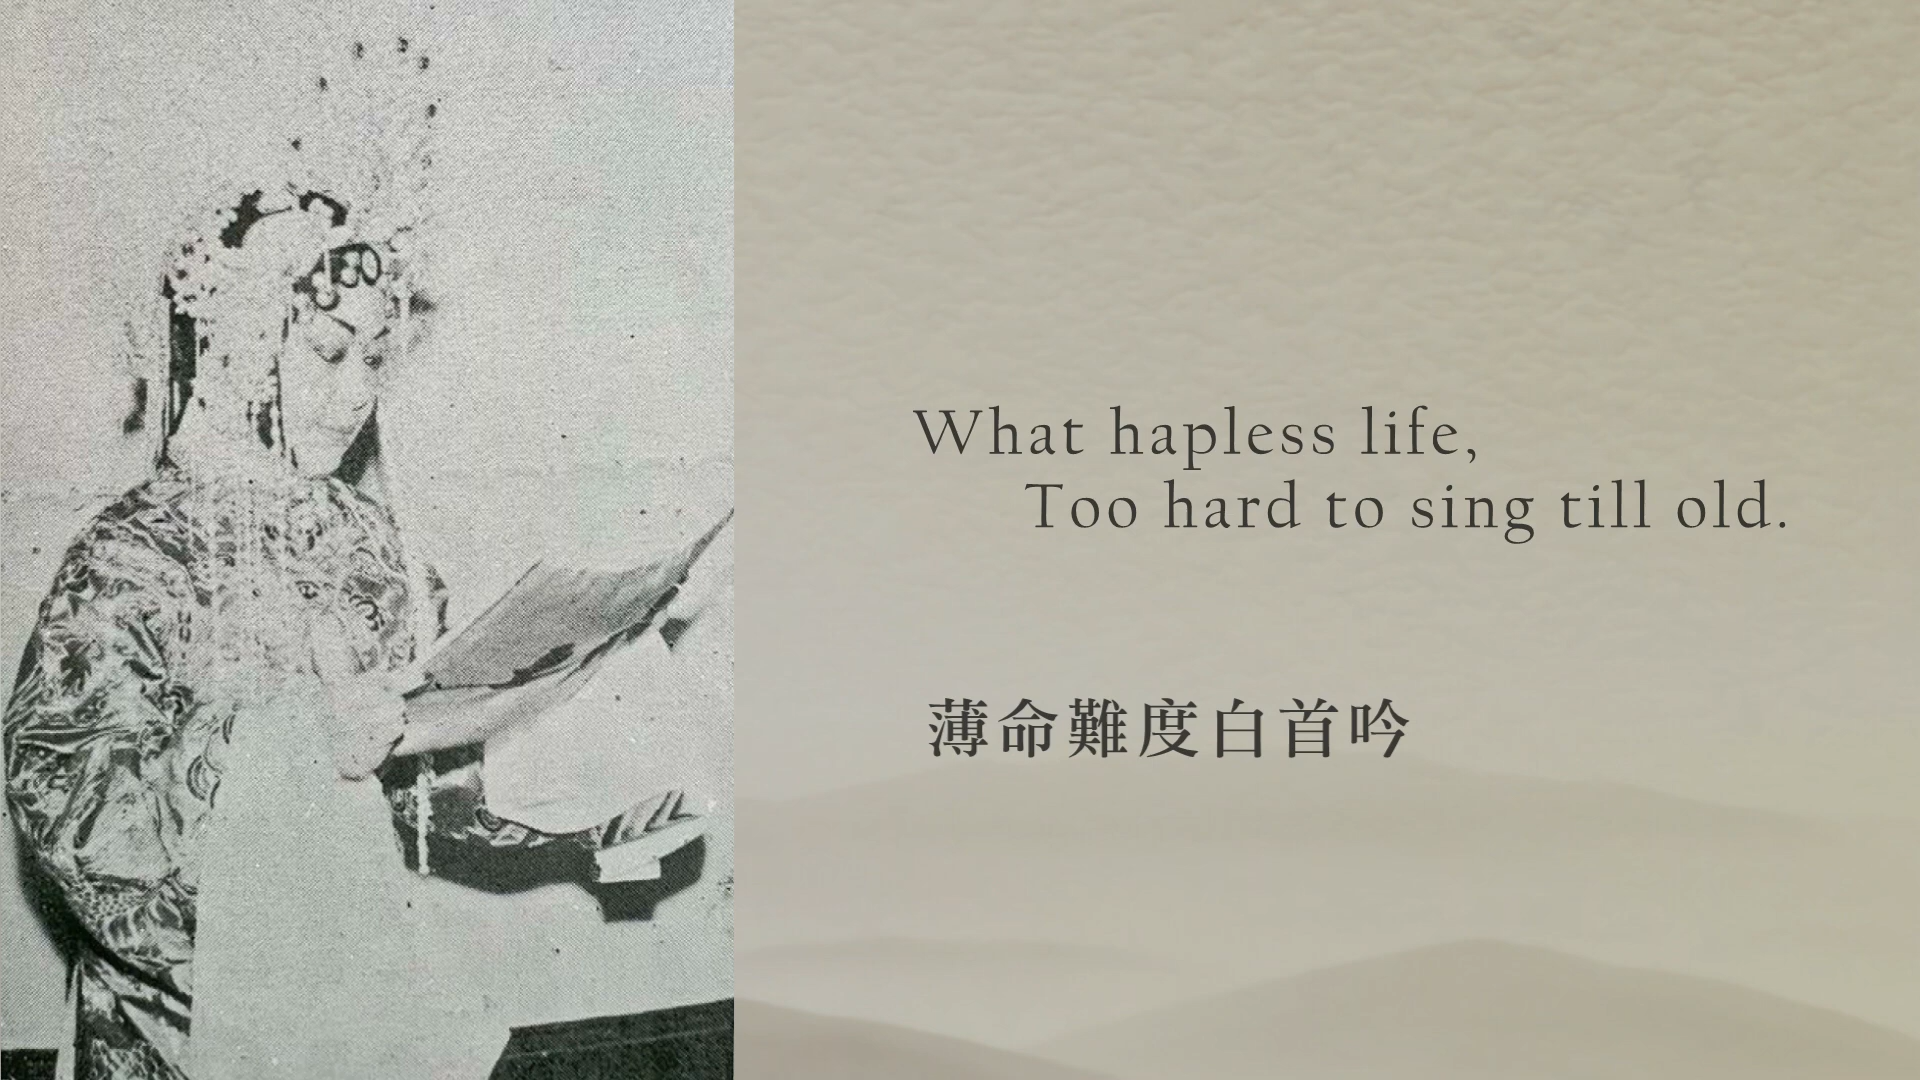 What hapless life,
Too hard to sing till old.
薄命難度白首吟